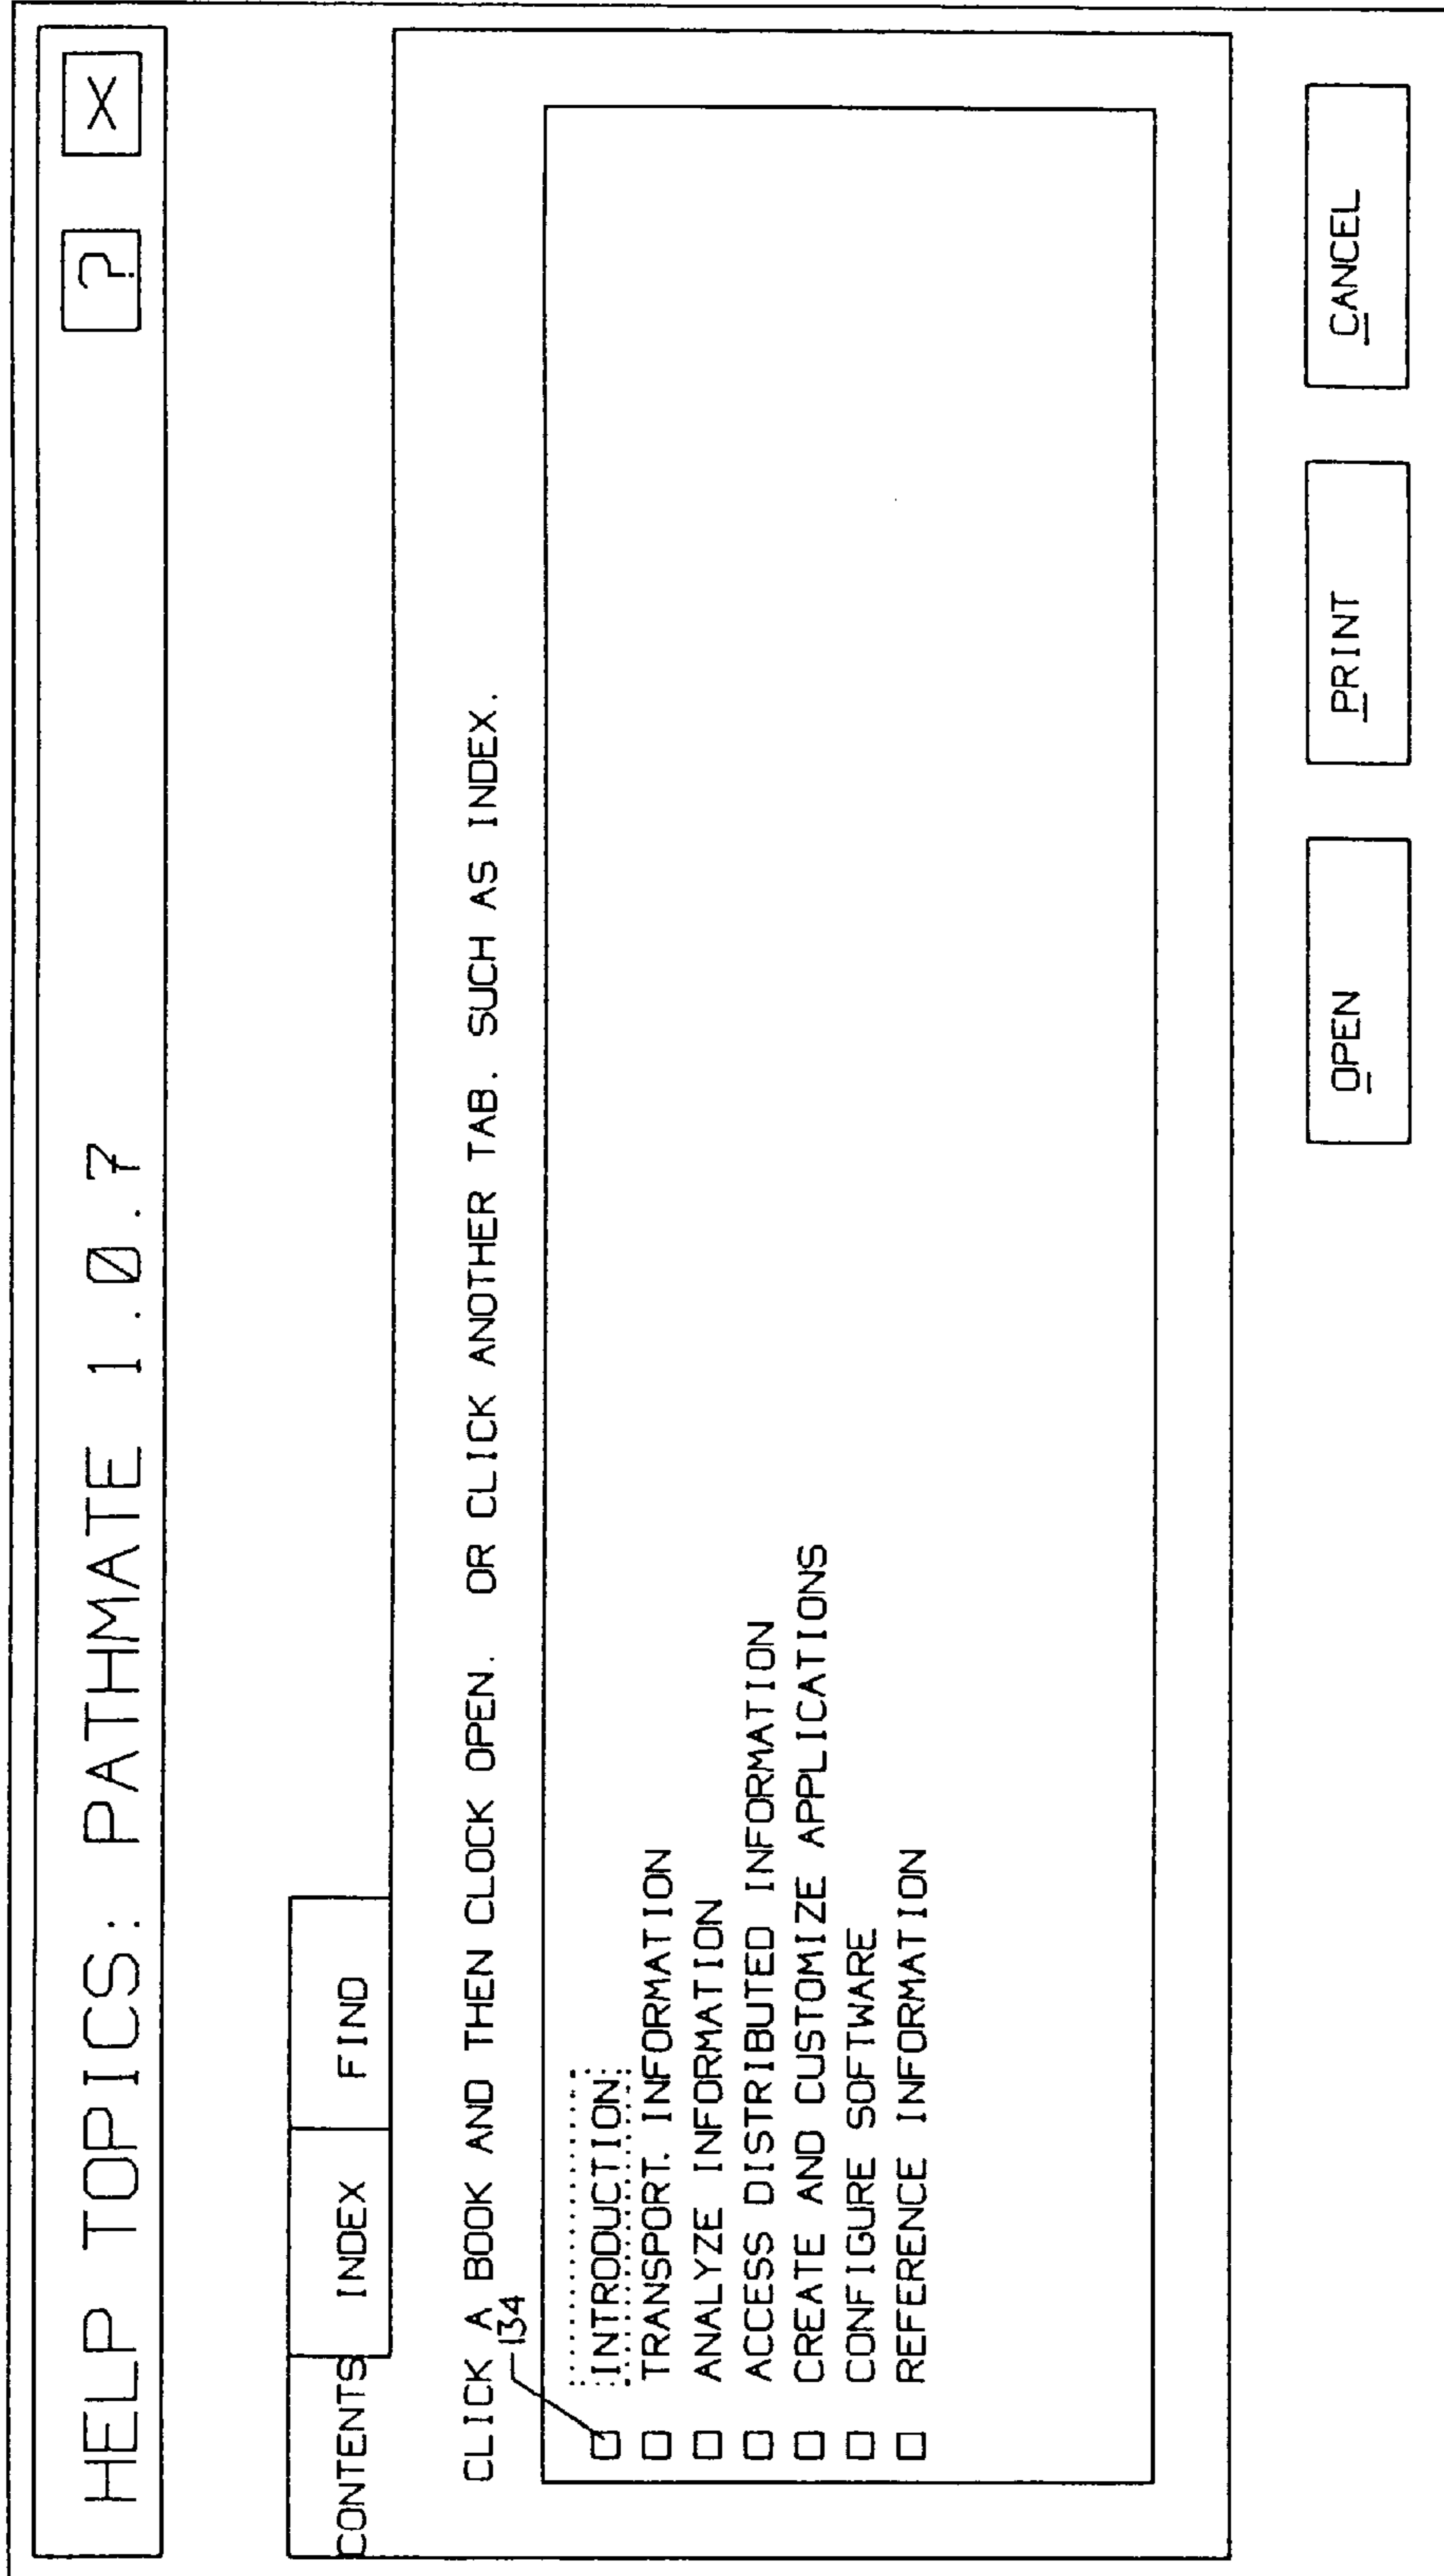 HELP TOPICS: PATHMATE 1.0.7
? X
CONTENTS INDEX FIND
CLICK A BOOK AND THEN CLOCK OPEN. OR CLICK ANOTHER TAB. SUCH AS INDEX.
134
INTRODUCTION
TRANSPORT. INFORMATION
ANALYZE INFORMATION
ACCESS DISTRIBUTED INFORMATION
CREATE AND CUSTOMIZE APPLICATIONS
CONFIGURE SOFTWARE
REFERENCE INFORMATION
OPEN PRINT CANCEL